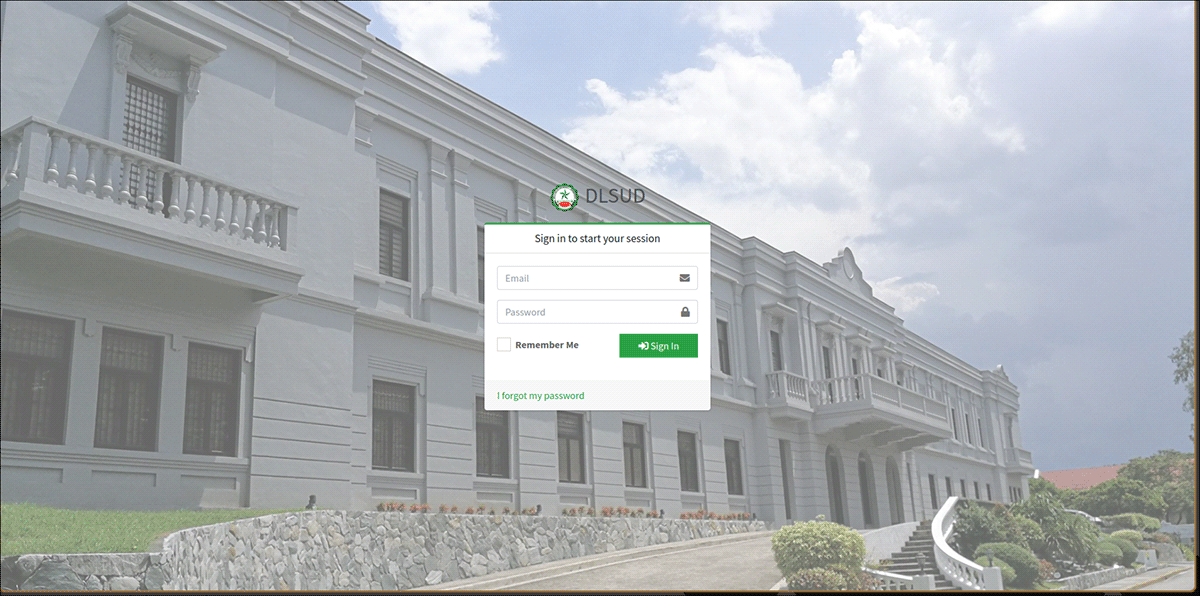 DLSUD
Sign in to start your session
Email
Password
Remember Me
Sign In
I forgot my password